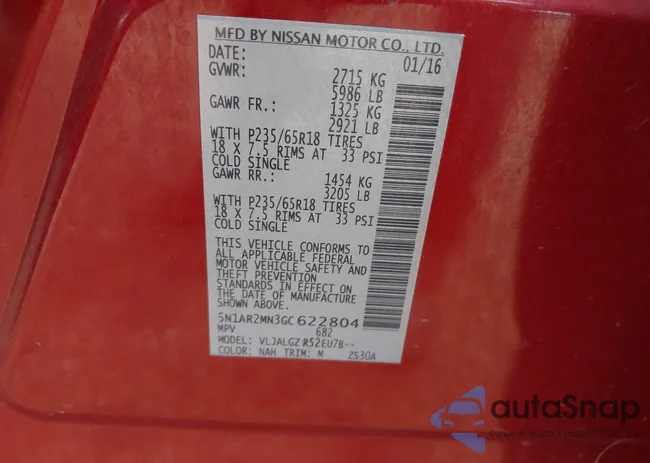 MFD BY NISSAN MOTOR CO., LTD.
DATE: 01/16
GVWR: 2715 KG
5986 LB
GAWR FR.: 1325 KG
2921 LB
WITH P235/65R18 TIRES
18 X 7.5 RIMS AT 33 PSI
COLD SINGLE
GAWR RR.: 1454 KG
3205 LB
WITH P235/65R18 TIRES
18 X 7.5 RIMS AT 33 PSI
COLD SINGLE
THIS VEHICLE CONFORMS TO
ALL APPLICABLE FEDERAL
MOTOR VEHICLE SAFETY AND
THEFT PREVENTION
STANDARDS IN EFFECT ON
THE DATE OF MANUFACTURE
SHOWN ABOVE.
5N1AR2MN3GC622804
MPV 682
MODEL: VLJALGZ R52EU7B--
COLOR: NAH TRIM: M ZS30A
autoSnap